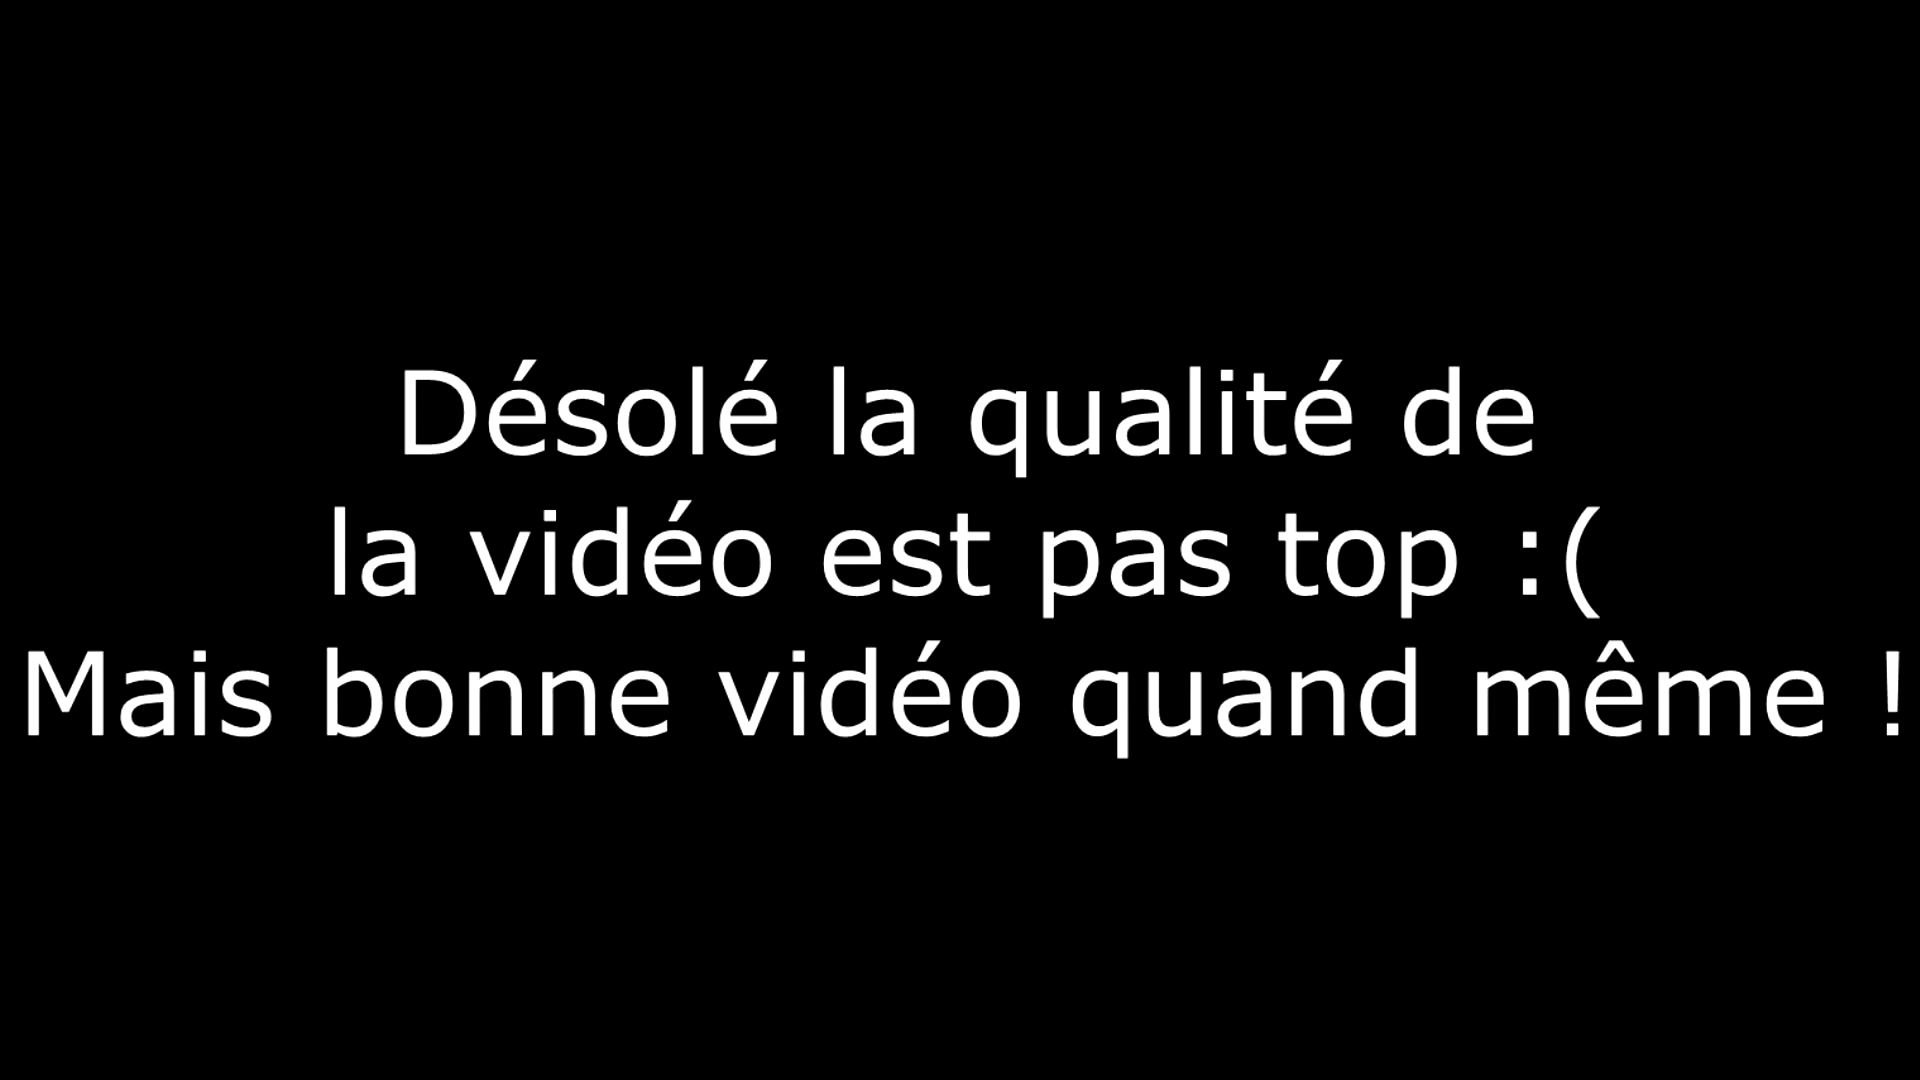 Désolé la qualité de
la vidéo est pas top :(
Mais bonne vidéo quand même !